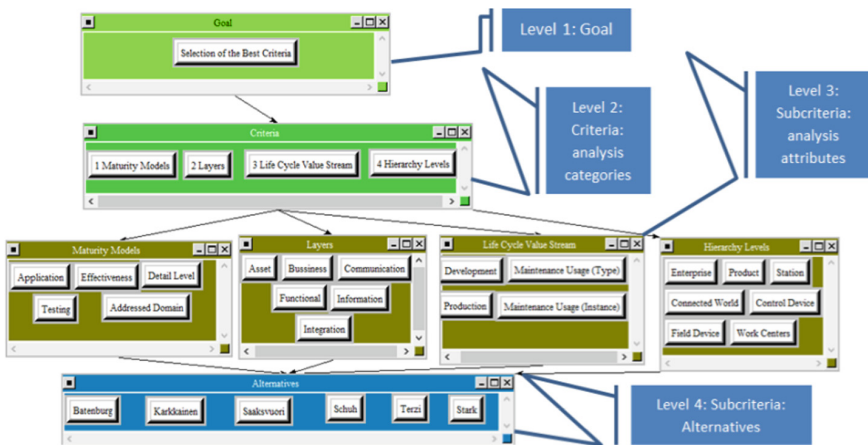 Goal
Selection of the Best Criteria
Level 1: Goal
Criteria
1 Maturity Models
2 Layers
3 Life Cycle Value Stream
4 Hierarchy Levels
Level 2:
Criteria:
analysis
categories
Level 3:
Subcriteria:
analysis
attributes
Maturity Models
Application
Effectiveness
Detail Level
Testing
Addressed Domain
Layers
Asset
Bussiness
Communication
Functional
Information
Integration
Life Cycle Value Stream
Development
Maintenance Usage (Type)
Production
Maintenance Usage (Instance)
Hierarchy Levels
Enterprise
Product
Station
Connected World
Control Device
Field Device
Work Centers
Alternatives
Batenburg
Karkkainen
Saaksvuori
Schuh
Terzi
Stark
Level 4: Subcriteria:
Alternatives